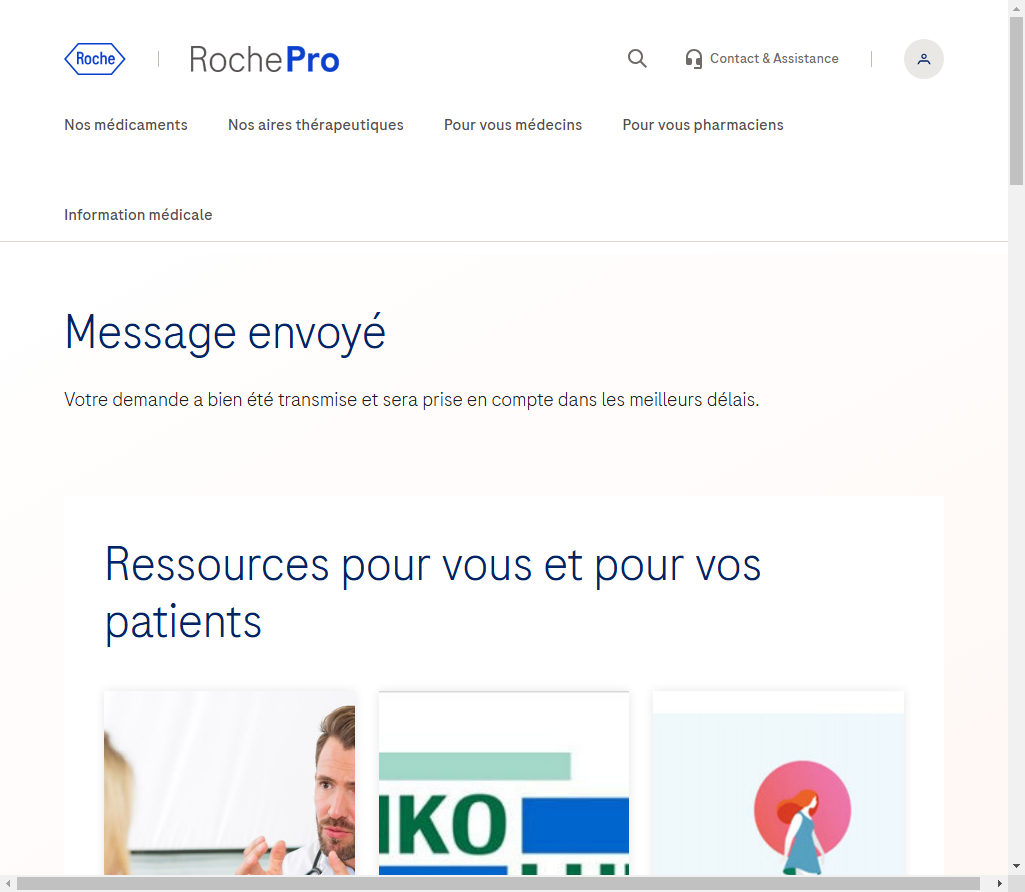 Roche
RochePro
Contact & Assistance
Nos médicaments
Nos aires thérapeutiques
Pour vous médecins
Pour vous pharmaciens
Information médicale
Message envoyé
Votre demande a bien été transmise et sera prise en compte dans les meilleurs délais.
Ressources pour vous et pour vos
patients
IKO